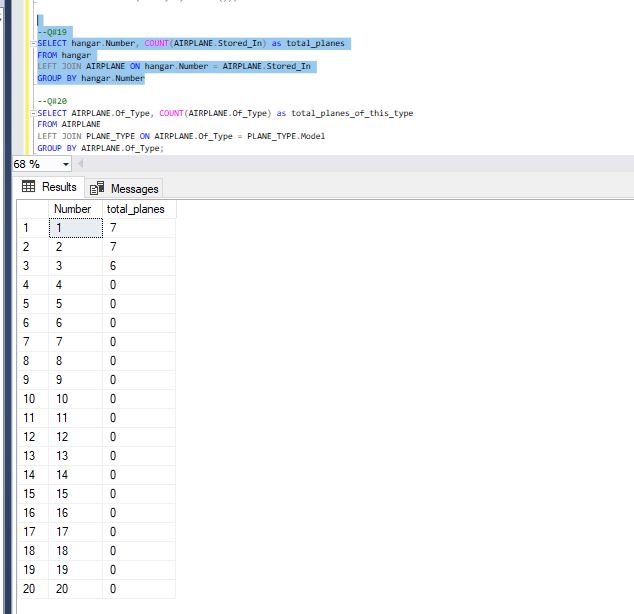 --Q#19
SELECT hangar.Number, COUNT(AIRPLANE.Stored_In) as total_planes
FROM hangar
LEFT JOIN AIRPLANE ON hangar.Number = AIRPLANE.Stored_In
GROUP BY hangar.Number
--Q#20
SELECT AIRPLANE.Of_Type, COUNT(AIRPLANE.Of_Type) as total_planes_of_this_type
FROM AIRPLANE
LEFT JOIN PLANE_TYPE ON AIRPLANE.Of_Type = PLANE_TYPE.Model
GROUP BY AIRPLANE.Of_Type;
68 %
Results Messages
Number total_planes
1 1 7
2 2 7
3 3 6
4 4 0
5 5 0
6 6 0
7 7 0
8 8 0
9 9 0
10 10 0
11 11 0
12 12 0
13 13 0
14 14 0
15 15 0
16 16 0
17 17 0
18 18 0
19 19 0
20 20 0